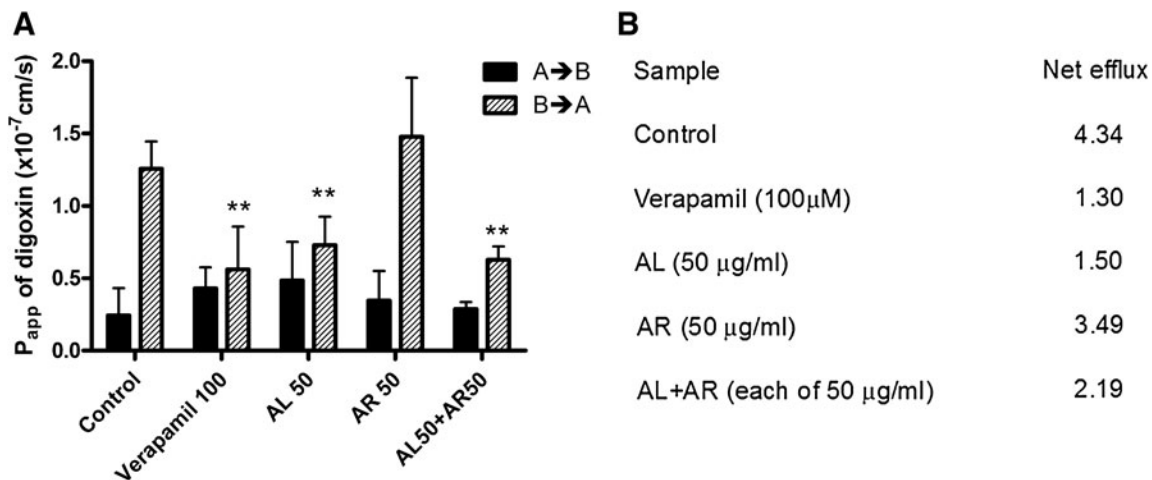 A
P_app of digoxin (x10^-7cm/s)
2.0
1.5
1.0
0.5
0.0
A➔B
B➔A
**
**
**
Control
Verapamil 100
AL 50
AR 50
AL50+AR50
B
Sample Net efflux
Control 4.34
Verapamil (100μM) 1.30
AL (50 μg/ml) 1.50
AR (50 μg/ml) 3.49
AL+AR (each of 50 μg/ml) 2.19